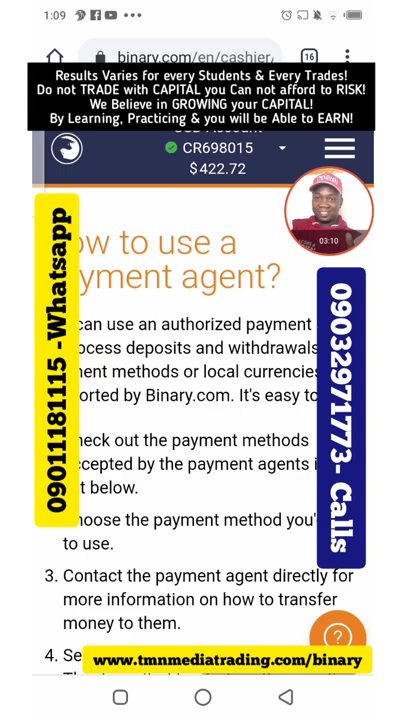 1:09
binary.com/en/cashier/
16
Results Varies for every Students & Every Trades!
Do not TRADE with CAPITAL you Can not afford to RISK!
We Believe in GROWING your CAPITAL!
By Learning, Practicing & you will be Able to EARN!
CR698015
$422.72
03:10
ow to use a
yment agent?
can use an authorized payment
ocess deposits and withdrawals
ent methods or local currencies
orted by Binary.com. It's easy to
heck out the payment methods
ccepted by the payment agents i
t below.
hoose the payment method you'
to use.
3. Contact the payment agent directly for
more information on how to transfer
money to them.
4. Se
09011181115 -Whatsapp
09032971773- Calls
www.tmnmediatrading.com/binary